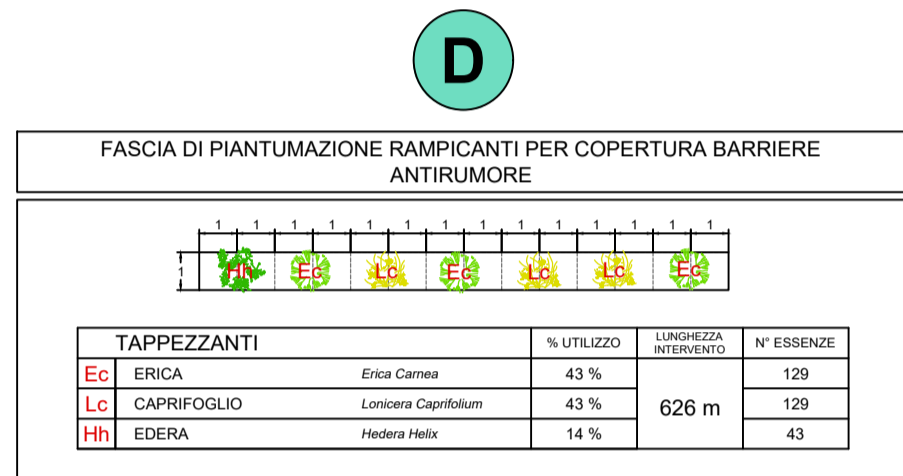 D
FASCIA DI PIANTUMAZIONE RAMPICANTI PER COPERTURA BARRIERE
ANTIRUMORE
1 1 1 1 1 1 1 1 1 1 1 1 1 1
1
Hh Ec Lc Ec Lc Lc Ec
TAPPEZZANTI % UTILIZZO LUNGHEZZA INTERVENTO N° ESSENZE
Ec ERICA Erica Carnea 43 % 129
Lc CAPRIFOGLIO Lonicera Caprifolium 43 % 626 m 129
Hh EDERA Hedera Helix 14 % 43